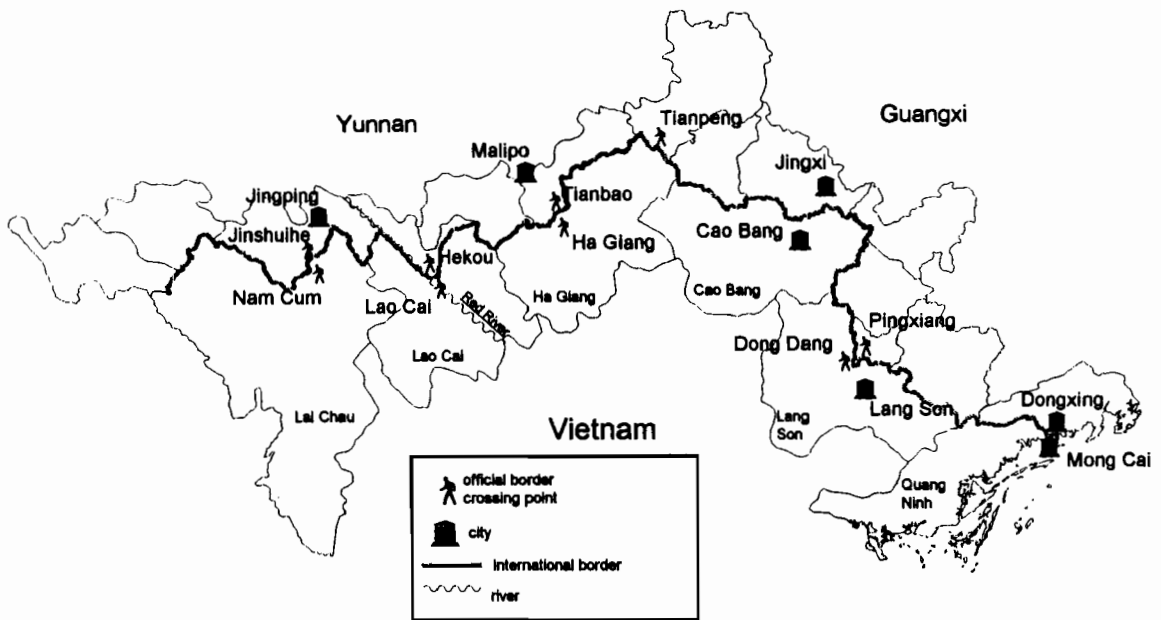 Yunnan
Guangxi
Tianpeng
Malipo
Jingxi
Jingping
Tianbao
Jinshuihe
Ha Giang
Cao Bang
Hekou
Nam Cum
Lao Cai
Red River
Ha Giang
Cao Bang
Pingxiang
Dong Dang
Lao Cai
Lai Chau
Lang Son
Dongxing
Lang
Son
Vietnam
Mong Cai
Quang
Ninh
official border
crossing point
city
international border
river